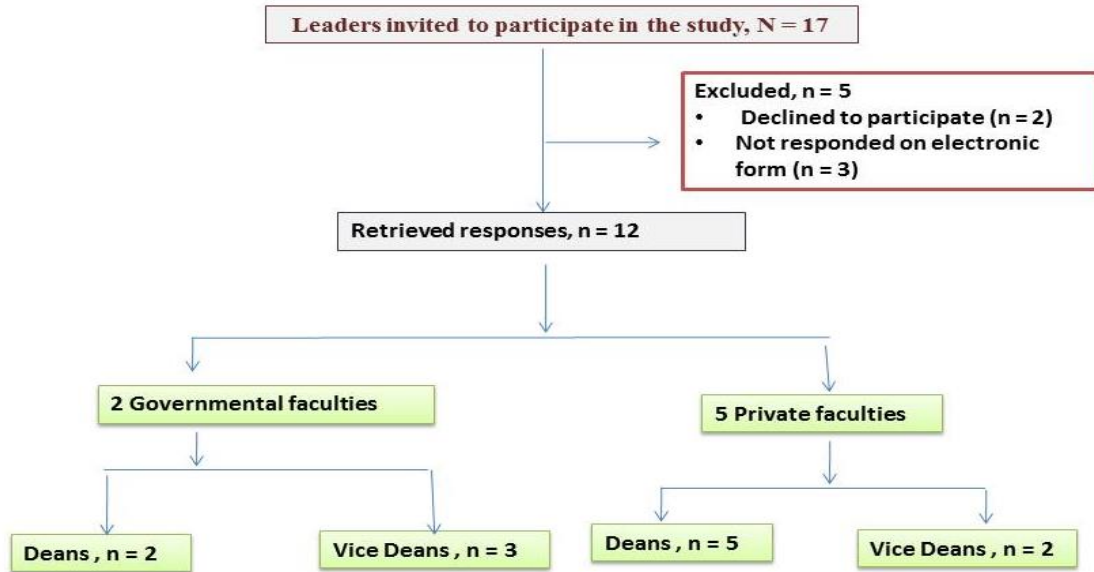 Leaders invited to participate in the study, N = 17
Excluded, n = 5
• Declined to participate (n = 2)
• Not responded on electronic
form (n = 3)
Retrieved responses, n = 12
2 Governmental faculties
5 Private faculties
Deans , n = 2
Vice Deans , n = 3
Deans , n = 5
Vice Deans , n = 2